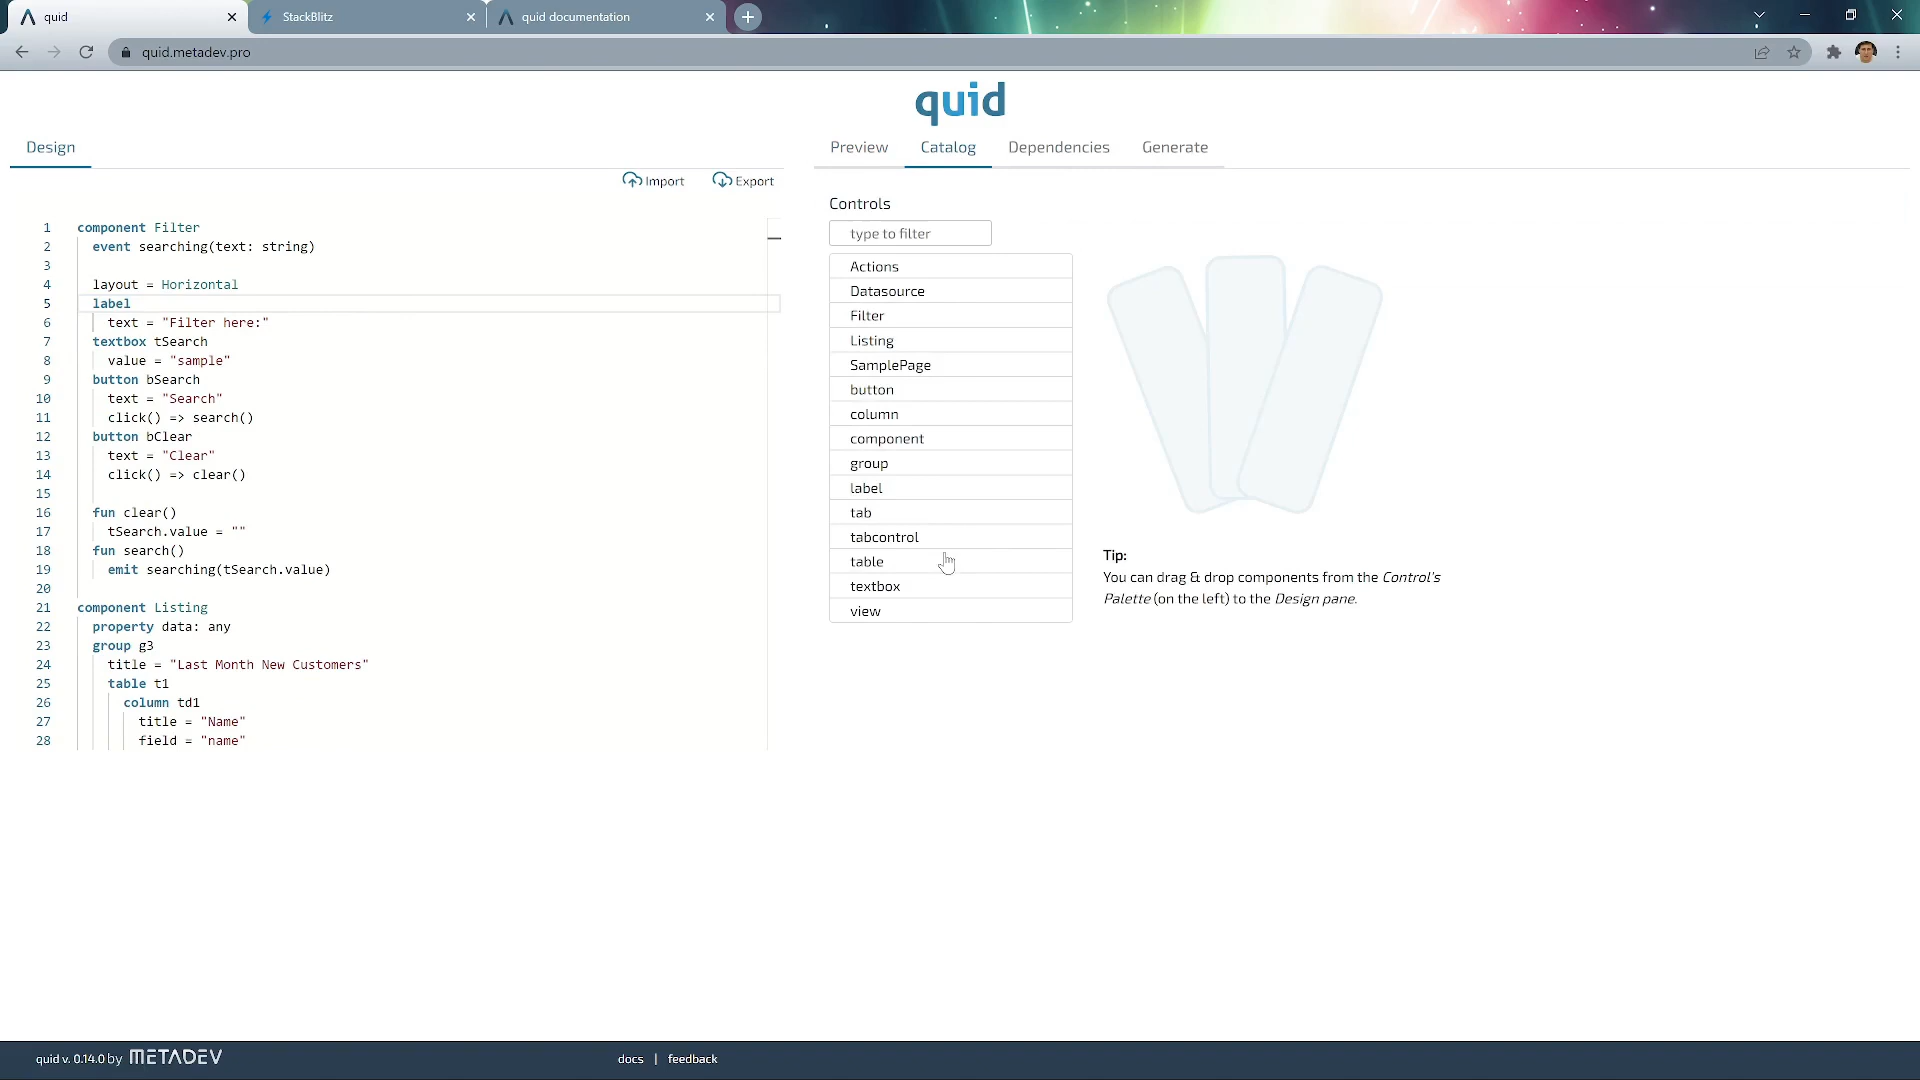 quid
StackBlitz
quid documentation
quid.metadev.pro
quid
Design
Preview
Catalog
Dependencies
Generate
Import
Export
1 component Filter
2 event searching(text: string)
3
4 layout = Horizontal
5 label
6 text = "Filter here:"
7 textbox tSearch
8 value = "sample"
9 button bSearch
10 text = "Search"
11 click() => search()
12 button bClear
13 text = "Clear"
14 click() => clear()
15
16 fun clear()
17 tSearch.value = ""
18 fun search()
19 emit searching(tSearch.value)
20
21 component Listing
22 property data: any
23 group g3
24 title = "Last Month New Customers"
25 table t1
26 column td1
27 title = "Name"
28 field = "name"
Controls
type to filter
Actions
Datasource
Filter
Listing
SamplePage
button
column
component
group
label
tab
tabcontrol
table
textbox
view
Tip:
You can drag & drop components from the Control's
Palette (on the left) to the Design pane.
quid v. 0.14.0 by METADEV
docs | feedback